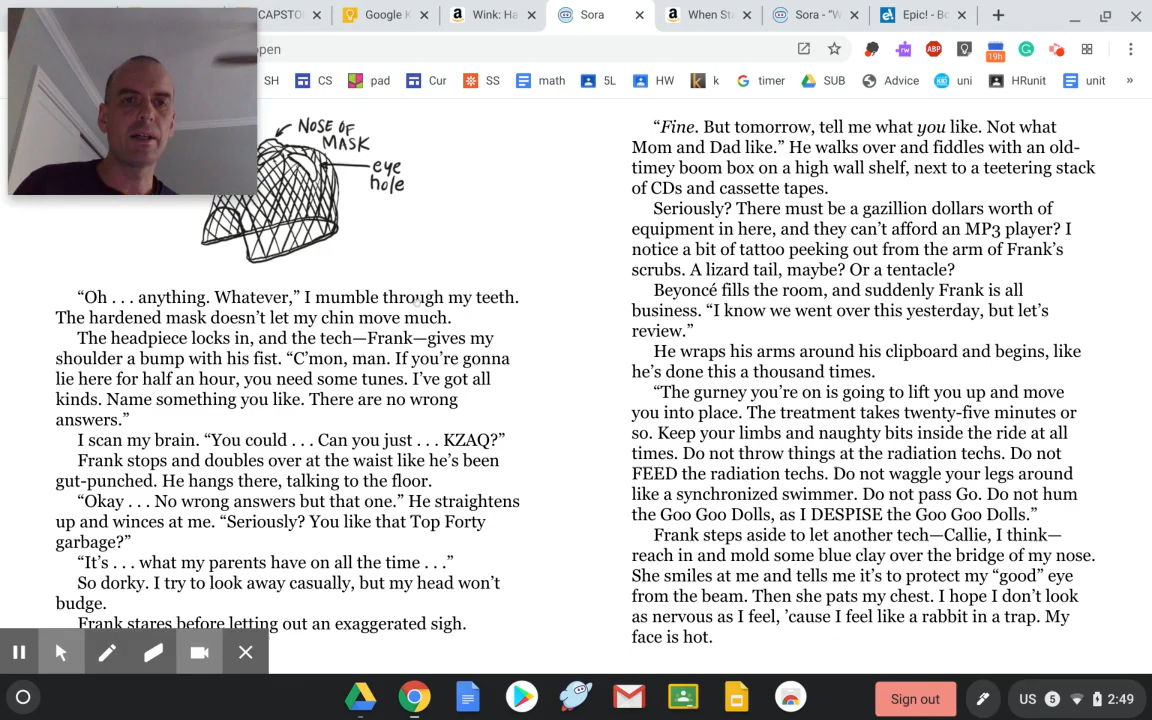 CAPSTO
Google K
Wink: Ha
Sora
When Sta
Sora - "W
Epic! - Bo
open
ABP
rw
19h
SH
CS
pad
Cur
SS
math
5L
HW
k
timer
SUB
Advice
uni
HRunit
unit
»
NOSE OF
MASK
eye
hole
“Oh . . . anything. Whatever,” I mumble through my teeth.
The hardened mask doesn’t let my chin move much.
The headpiece locks in, and the tech—Frank—gives my
shoulder a bump with his fist. “C’mon, man. If you’re gonna
lie here for half an hour, you need some tunes. I’ve got all
kinds. Name something you like. There are no wrong
answers.”
I scan my brain. “You could . . . Can you just . . . KZAQ?”
Frank stops and doubles over at the waist like he’s been
gut-punched. He hangs there, talking to the floor.
“Okay . . . No wrong answers but that one.” He straightens
up and winces at me. “Seriously? You like that Top Forty
garbage?”
“It’s . . . what my parents have on all the time . . .”
So dorky. I try to look away casually, but my head won’t
budge.
Frank stares before letting out an exaggerated sigh.
“Fine. But tomorrow, tell me what you like. Not what
Mom and Dad like.” He walks over and fiddles with an old-
timey boom box on a high wall shelf, next to a teetering stack
of CDs and cassette tapes.
Seriously? There must be a gazillion dollars worth of
equipment in here, and they can’t afford an MP3 player? I
notice a bit of tattoo peeking out from the arm of Frank’s
scrubs. A lizard tail, maybe? Or a tentacle?
Beyoncé fills the room, and suddenly Frank is all
business. “I know we went over this yesterday, but let’s
review.”
He wraps his arms around his clipboard and begins, like
he’s done this a thousand times.
“The gurney you’re on is going to lift you up and move
you into place. The treatment takes twenty-five minutes or
so. Keep your limbs and naughty bits inside the ride at all
times. Do not throw things at the radiation techs. Do not
FEED the radiation techs. Do not waggle your legs around
like a synchronized swimmer. Do not pass Go. Do not hum
the Goo Goo Dolls, as I DESPISE the Goo Goo Dolls.”
Frank steps aside to let another tech—Callie, I think—
reach in and mold some blue clay over the bridge of my nose.
She smiles at me and tells me it’s to protect my “good” eye
from the beam. Then she pats my chest. I hope I don’t look
as nervous as I feel, ’cause I feel like a rabbit in a trap. My
face is hot.
Sign out
US
5
2:49